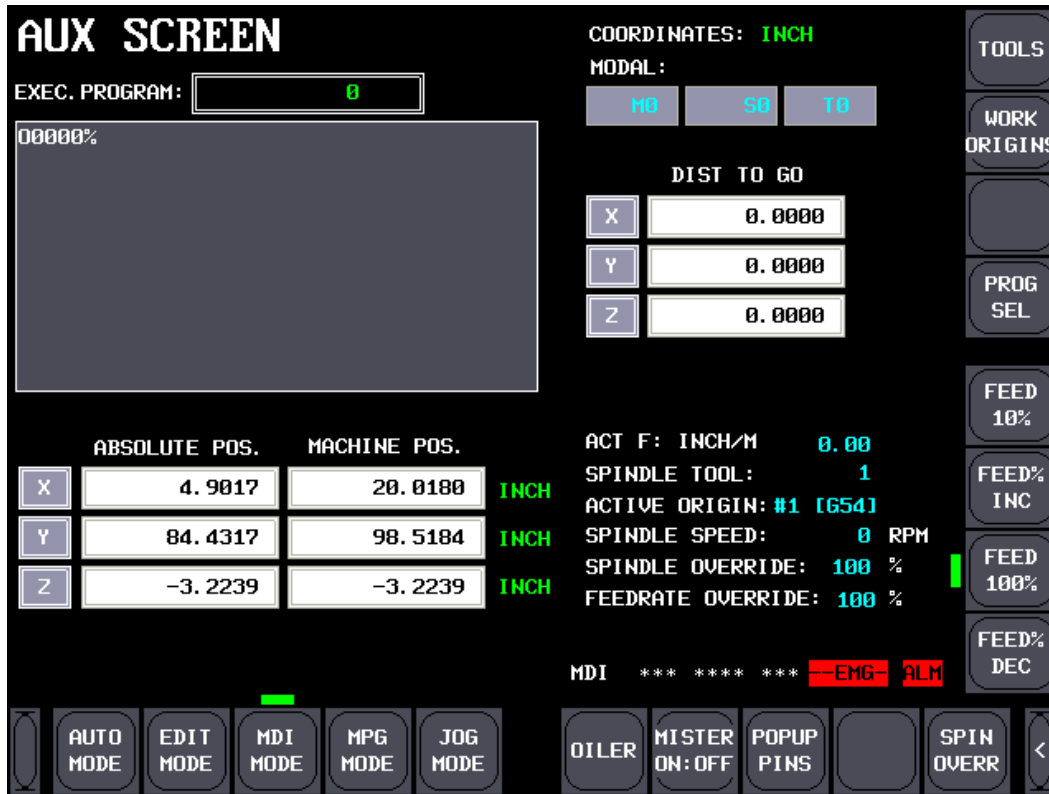 AUX SCREEN
EXEC. PROGRAM: 0
O0000%
COORDINATES: INCH
MODAL:
M0 S0 T0
DIST TO GO
X 0.0000
Y 0.0000
Z 0.0000
ABSOLUTE POS. MACHINE POS.
X 4.9017 20.0180 INCH
Y 84.4317 98.5184 INCH
Z -3.2239 -3.2239 INCH
ACT F: INCH/M 0.00
SPINDLE TOOL: 1
ACTIVE ORIGIN: #1 [G54]
SPINDLE SPEED: 0 RPM
SPINDLE OVERRIDE: 100 %
FEEDRATE OVERRIDE: 100 %
MDI *** **** *** --EMG- ALM
TOOLS
WORK
ORIGINS
PROG
SEL
FEED
10%
FEED%
INC
FEED
100%
FEED%
DEC
AUTO
MODE
EDIT
MODE
MDI
MODE
MPG
MODE
JOG
MODE
OILER
MISTER
ON:OFF
POPUP
PINS
SPIN
OVERR
<